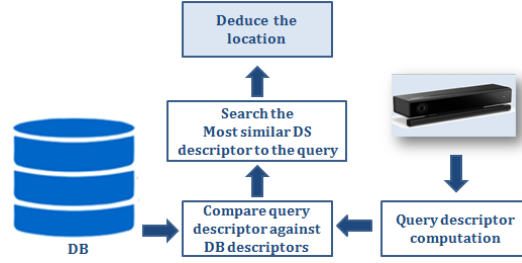 Deduce the
location
Search the
Most similar DS
descriptor to the query
Compare query
descriptor against
DB descriptors
Query descriptor
computation
DB